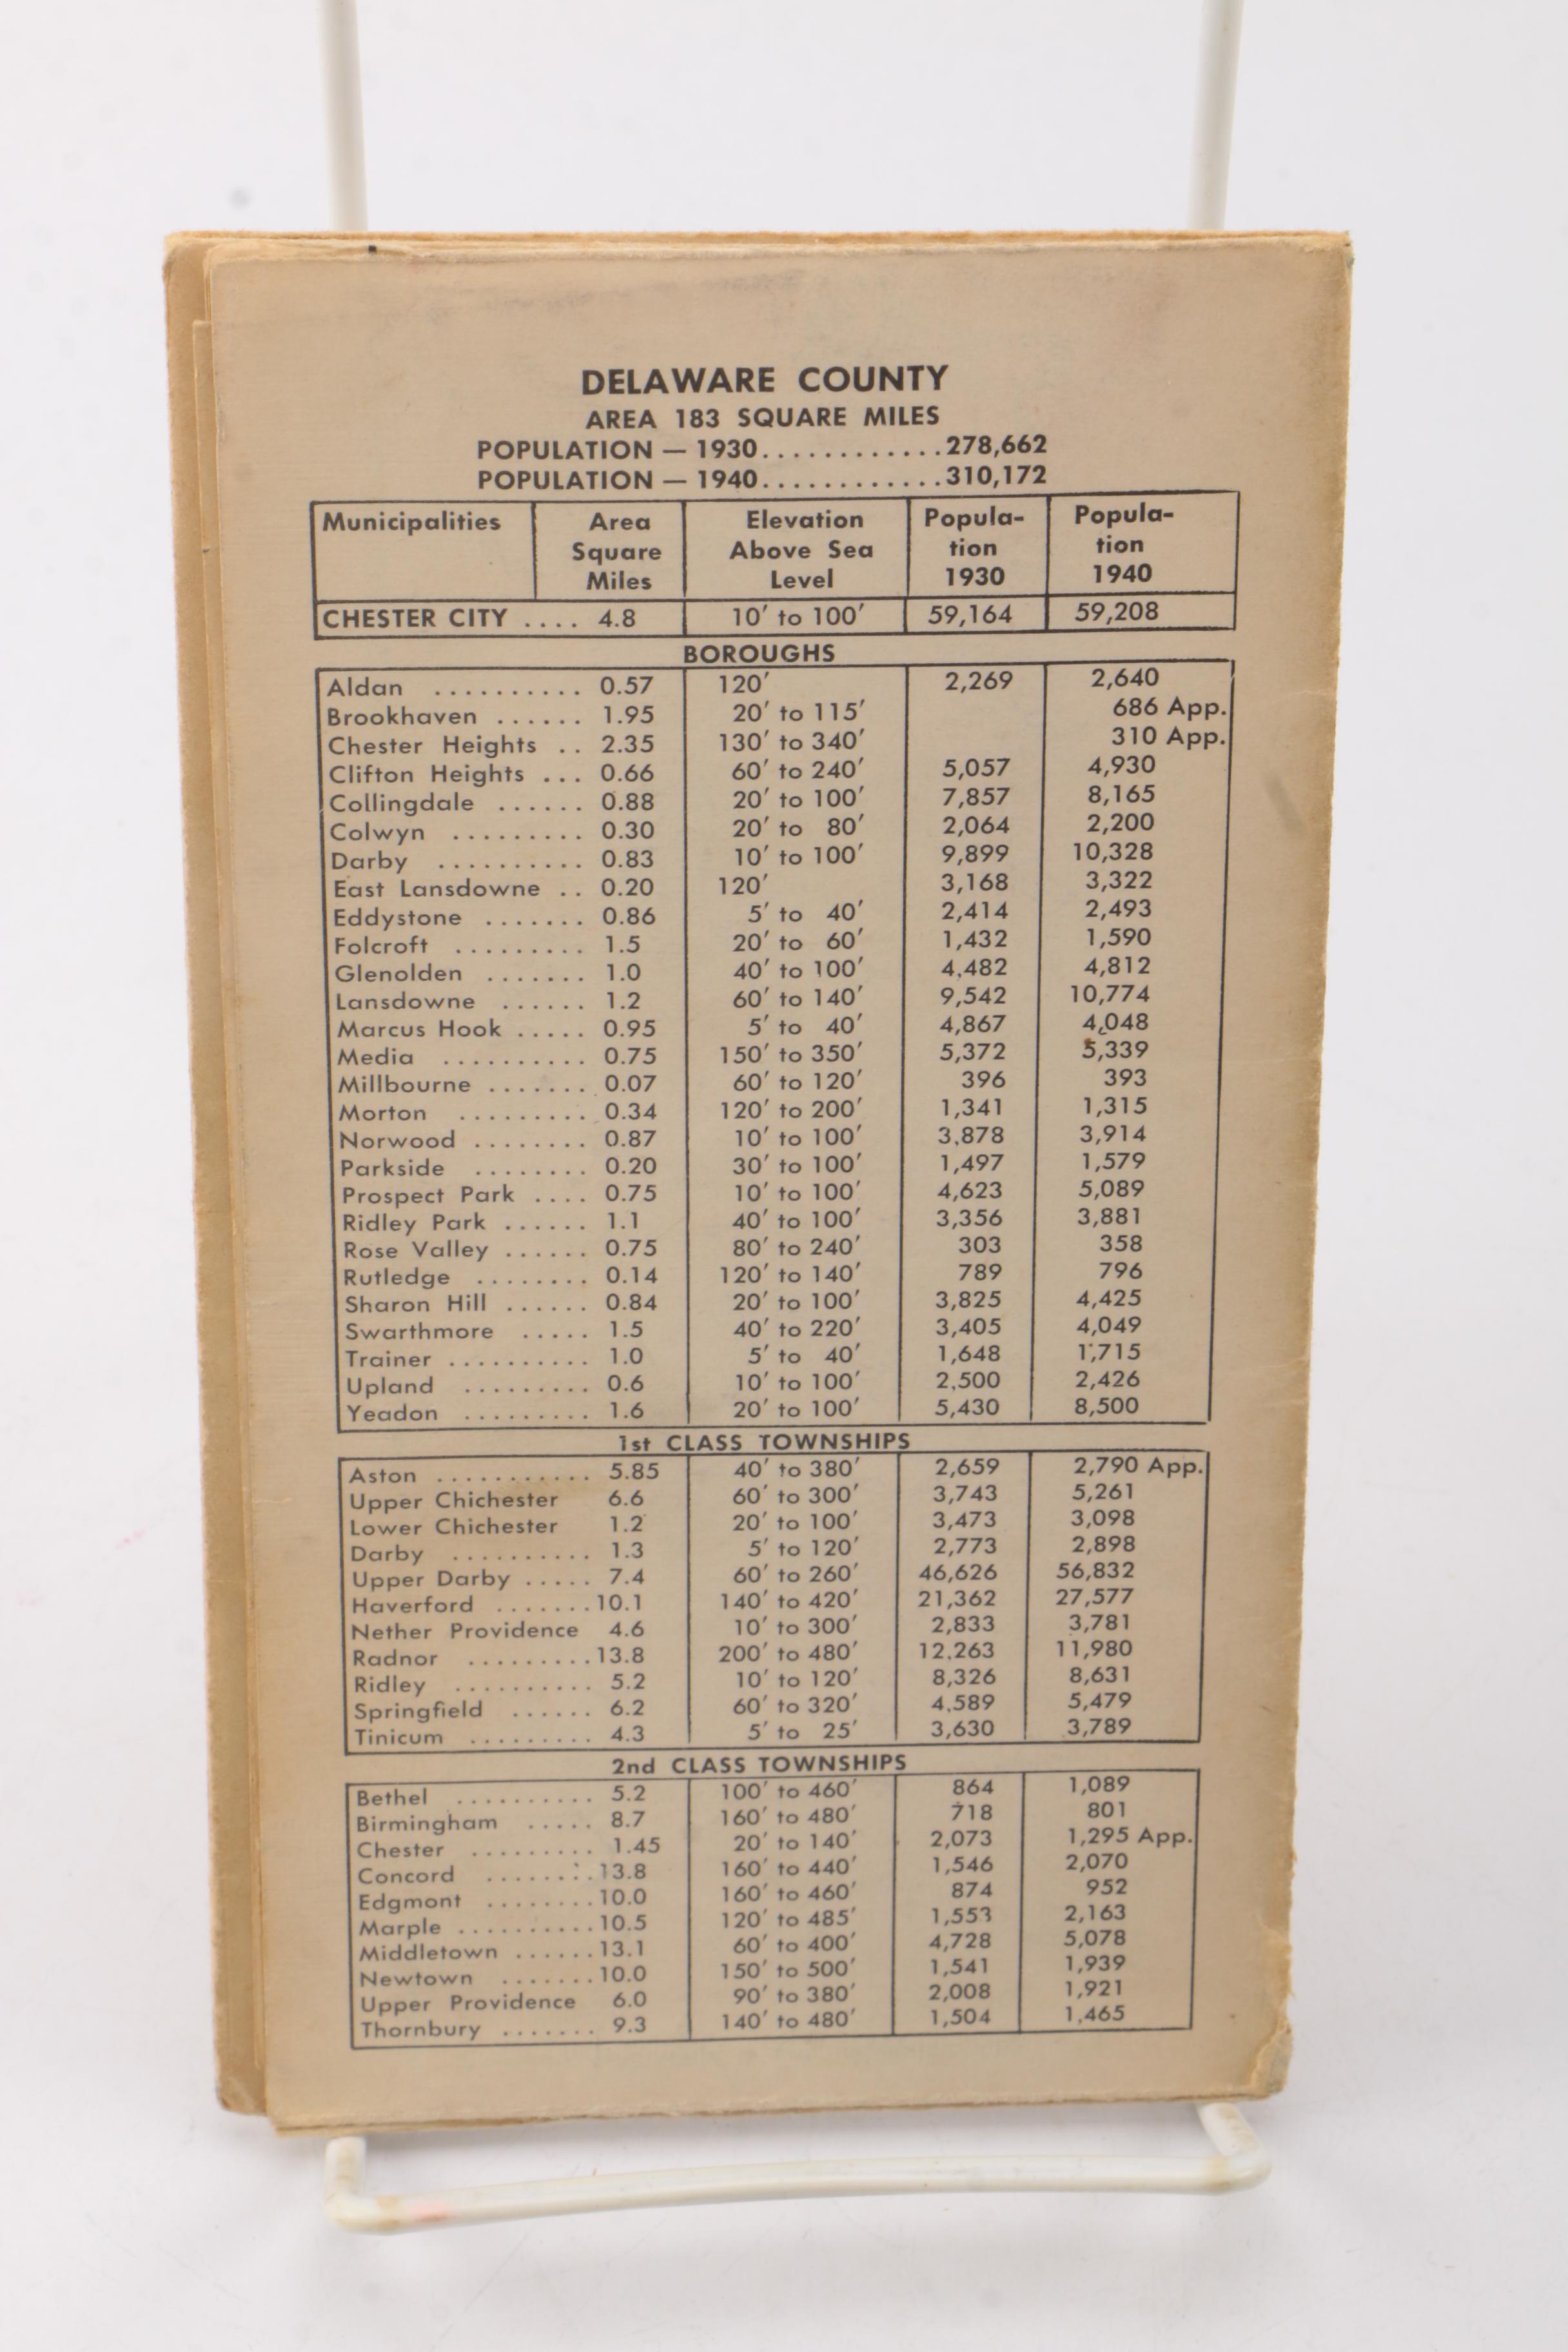 DELAWARE COUNTY
AREA 183 SQUARE MILES
POPULATION — 1930............278,662
POPULATION — 1940............310,172
Municipalities Area Square Miles Elevation Above Sea Level Popula- tion 1930 Popula- tion 1940
CHESTER CITY .... 4.8 10′ to 100′ 59,164 59,208
BOROUGHS
Aldan .......... 0.57 120′ 2,269 2,640
Brookhaven ...... 1.95 20′ to 115′ 686 App.
Chester Heights .. 2.35 130′ to 340′ 310 App.
Clifton Heights ... 0.66 60′ to 240′ 5,057 4,930
Collingdale ...... 0.88 20′ to 100′ 7,857 8,165
Colwyn ......... 0.30 20′ to 80′ 2,064 2,200
Darby .......... 0.83 10′ to 100′ 9,899 10,328
East Lansdowne .. 0.20 120′ 3,168 3,322
Eddystone ....... 0.86 5′ to 40′ 2,414 2,493
Folcroft ......... 1.5 20′ to 60′ 1,432 1,590
Glenolden ....... 1.0 40′ to 100′ 4,482 4,812
Lansdowne ...... 1.2 60′ to 140′ 9,542 10,774
Marcus Hook ..... 0.95 5′ to 40′ 4,867 4,048
Media .......... 0.75 150′ to 350′ 5,372 5,339
Millbourne ....... 0.07 60′ to 120′ 396 393
Morton ......... 0.34 120′ to 200′ 1,341 1,315
Norwood ........ 0.87 10′ to 100′ 3,878 3,914
Parkside ........ 0.20 30′ to 100′ 1,497 1,579
Prospect Park .... 0.75 10′ to 100′ 4,623 5,089
Ridley Park ...... 1.1 40′ to 100′ 3,356 3,881
Rose Valley ...... 0.75 80′ to 240′ 303 358
Rutledge ........ 0.14 120′ to 140′ 789 796
Sharon Hill ...... 0.84 20′ to 100′ 3,825 4,425
Swarthmore ..... 1.5 40′ to 220′ 3,405 4,049
Trainer .......... 1.0 5′ to 40′ 1,648 1,715
Upland ......... 0.6 10′ to 100′ 2,500 2,426
Yeadon ......... 1.6 20′ to 100′ 5,430 8,500
1st CLASS TOWNSHIPS
Aston ........... 5.85 40′ to 380′ 2,659 2,790 App.
Upper Chichester 6.6 60′ to 300′ 3,743 5,261
Lower Chichester 1.2 20′ to 100′ 3,473 3,098
Darby .......... 1.3 5′ to 120′ 2,773 2,898
Upper Darby ..... 7.4 60′ to 260′ 46,626 56,832
Haverford ....... 10.1 140′ to 420′ 21,362 27,577
Nether Providence 4.6 10′ to 300′ 2,833 3,781
Radnor ......... 13.8 200′ to 480′ 12,263 11,980
Ridley .......... 5.2 10′ to 120′ 8,326 8,631
Springfield ...... 6.2 60′ to 320′ 4,589 5,479
Tinicum ......... 4.3 5′ to 25′ 3,630 3,789
2nd CLASS TOWNSHIPS
Bethel .......... 5.2 100′ to 460′ 864 1,089
Birmingham ..... 8.7 160′ to 480′ 718 801
Chester ......... 1.45 20′ to 140′ 2,073 1,295 App.
Concord ........ 13.8 160′ to 440′ 1,546 2,070
Edgmont ........ 10.0 160′ to 460′ 874 952
Marple .......... 10.5 120′ to 485′ 1,553 2,163
Middletown ...... 13.1 60′ to 400′ 4,728 5,078
Newtown ....... 10.0 150′ to 500′ 1,541 1,939
Upper Providence 6.0 90′ to 380′ 2,008 1,921
Thornbury ....... 9.3 140′ to 480′ 1,504 1,465